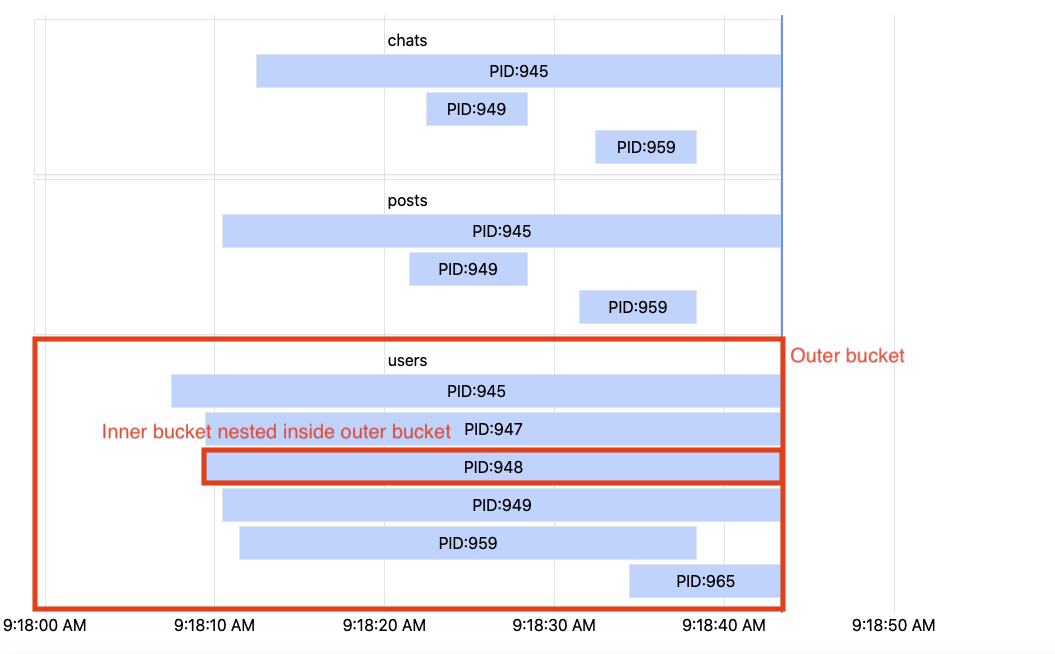 chats
PID:945
PID:949
PID:959
posts
PID:945
PID:949
PID:959
Outer bucket
users
PID:945
Inner bucket nested inside outer bucket PID:947
PID:948
PID:949
PID:959
PID:965
9:18:00 AM 9:18:10 AM 9:18:20 AM 9:18:30 AM 9:18:40 AM 9:18:50 AM